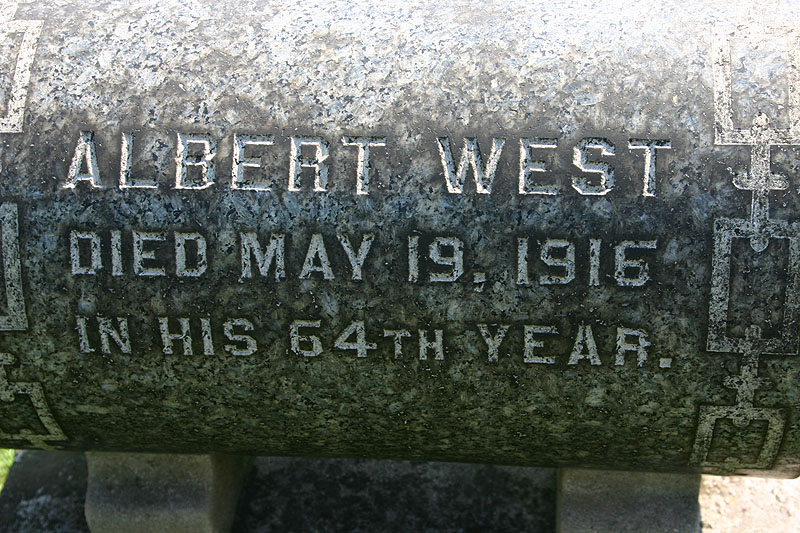 ALBERT WEST
DIED MAY 19, 1916
IN HIS 64TH YEAR.